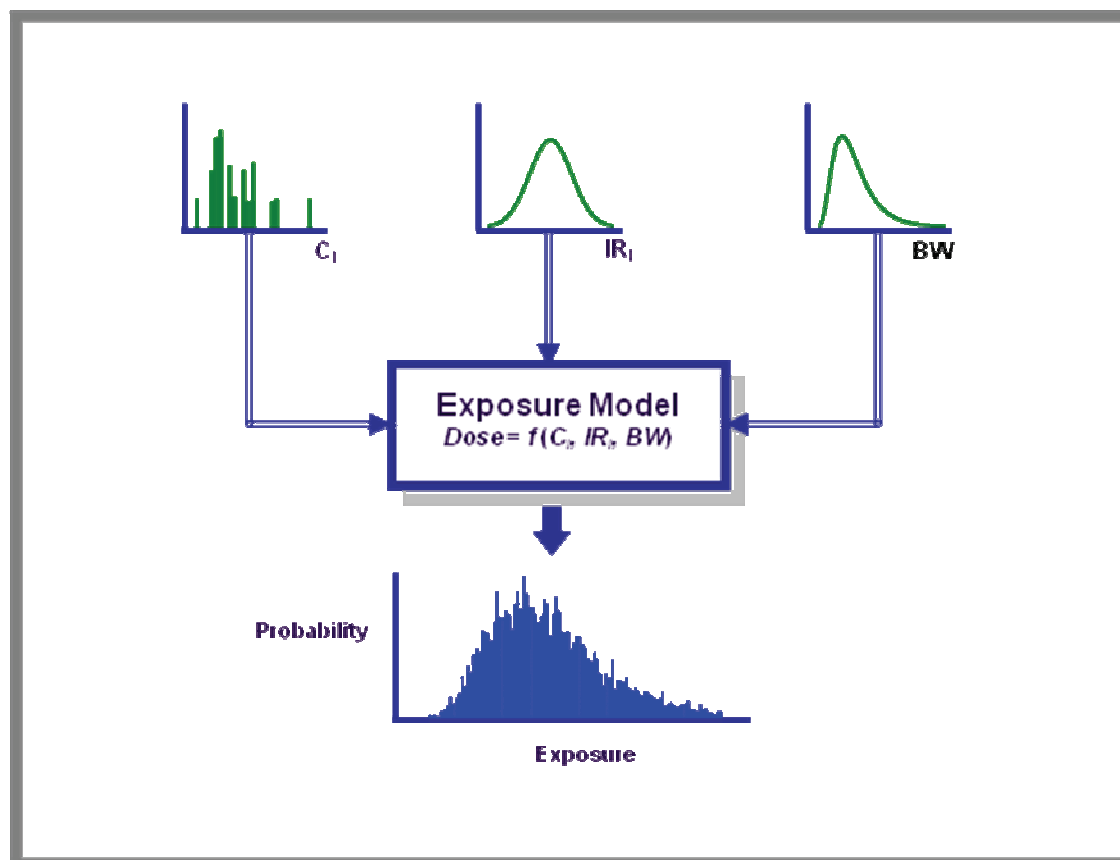 Cᵢ
IRᵢ
BW
Exposure Model
Dose= f(Cᵢ, IRᵢ, BW)
Probability
Exposure